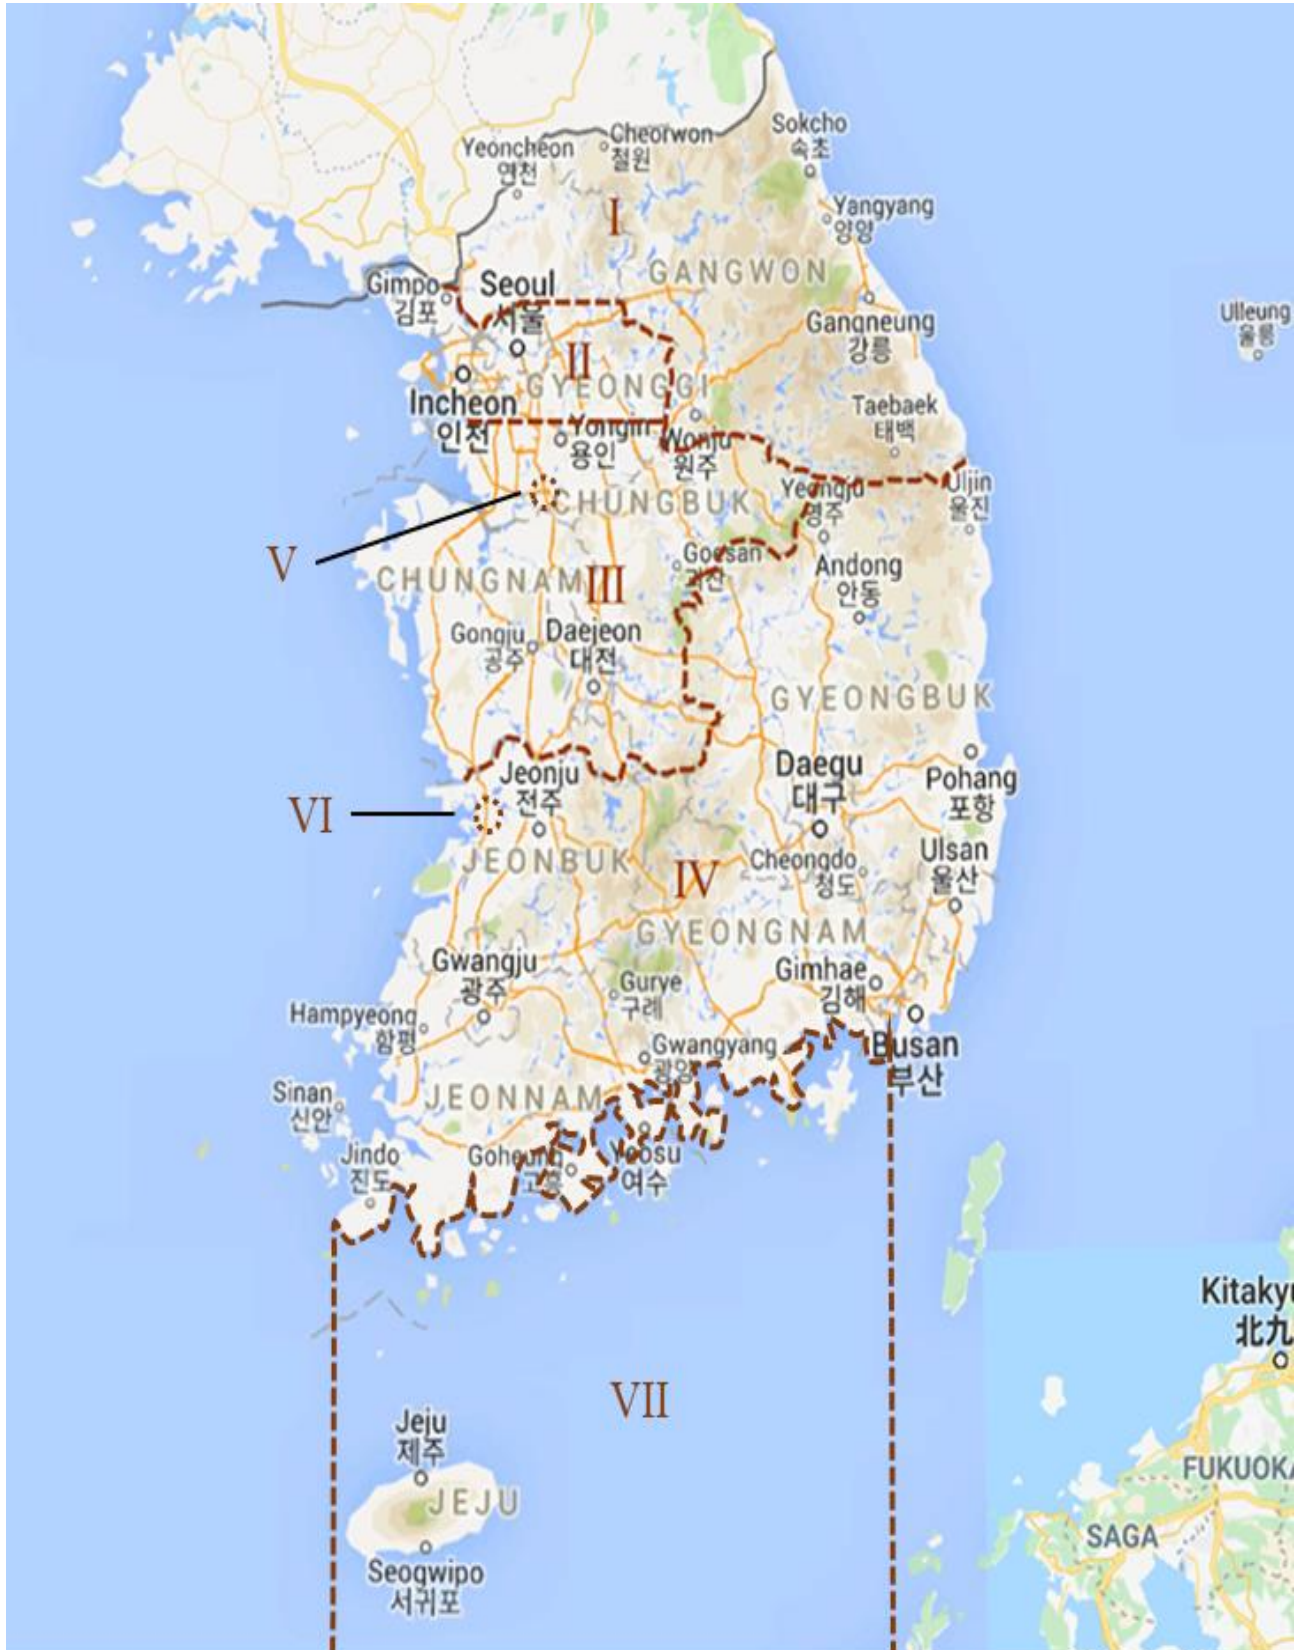 Sokcho
속초
Cheorwon
철원
Yeoncheon
연천
Yangyang
양양
I
GANGWON
Gimpo
김포
Seoul
서울
Gangneung
강릉
Ulleung
울릉
II
GYEONGGI
Incheon
인천
Taebaek
태백
Yongin
용인
Wonju
원주
Yeongju
영주
Uljin
울진
CHUNGBUK
V
Goesan
괴산
Andong
안동
CHUNGNAM
III
Gongju
공주
Daejeon
대전
GYEONGBUK
Jeonju
전주
Daegu
대구
Pohang
포항
VI
JEONBUK
IV
Cheongdo
청도
Ulsan
울산
GYEONGNAM
Gwangju
광주
Gimhae
김해
Gurye
구례
Hampyeong
함평
Gwangyang
광양
Busan
부산
JEONNAM
Sinan
신안
Jindo
진도
Goheung
고흥
Yeosu
여수
Kitakyu
北九
VII
Jeju
제주
JEJU
FUKUOKA
SAGA
Seogwipo
서귀포